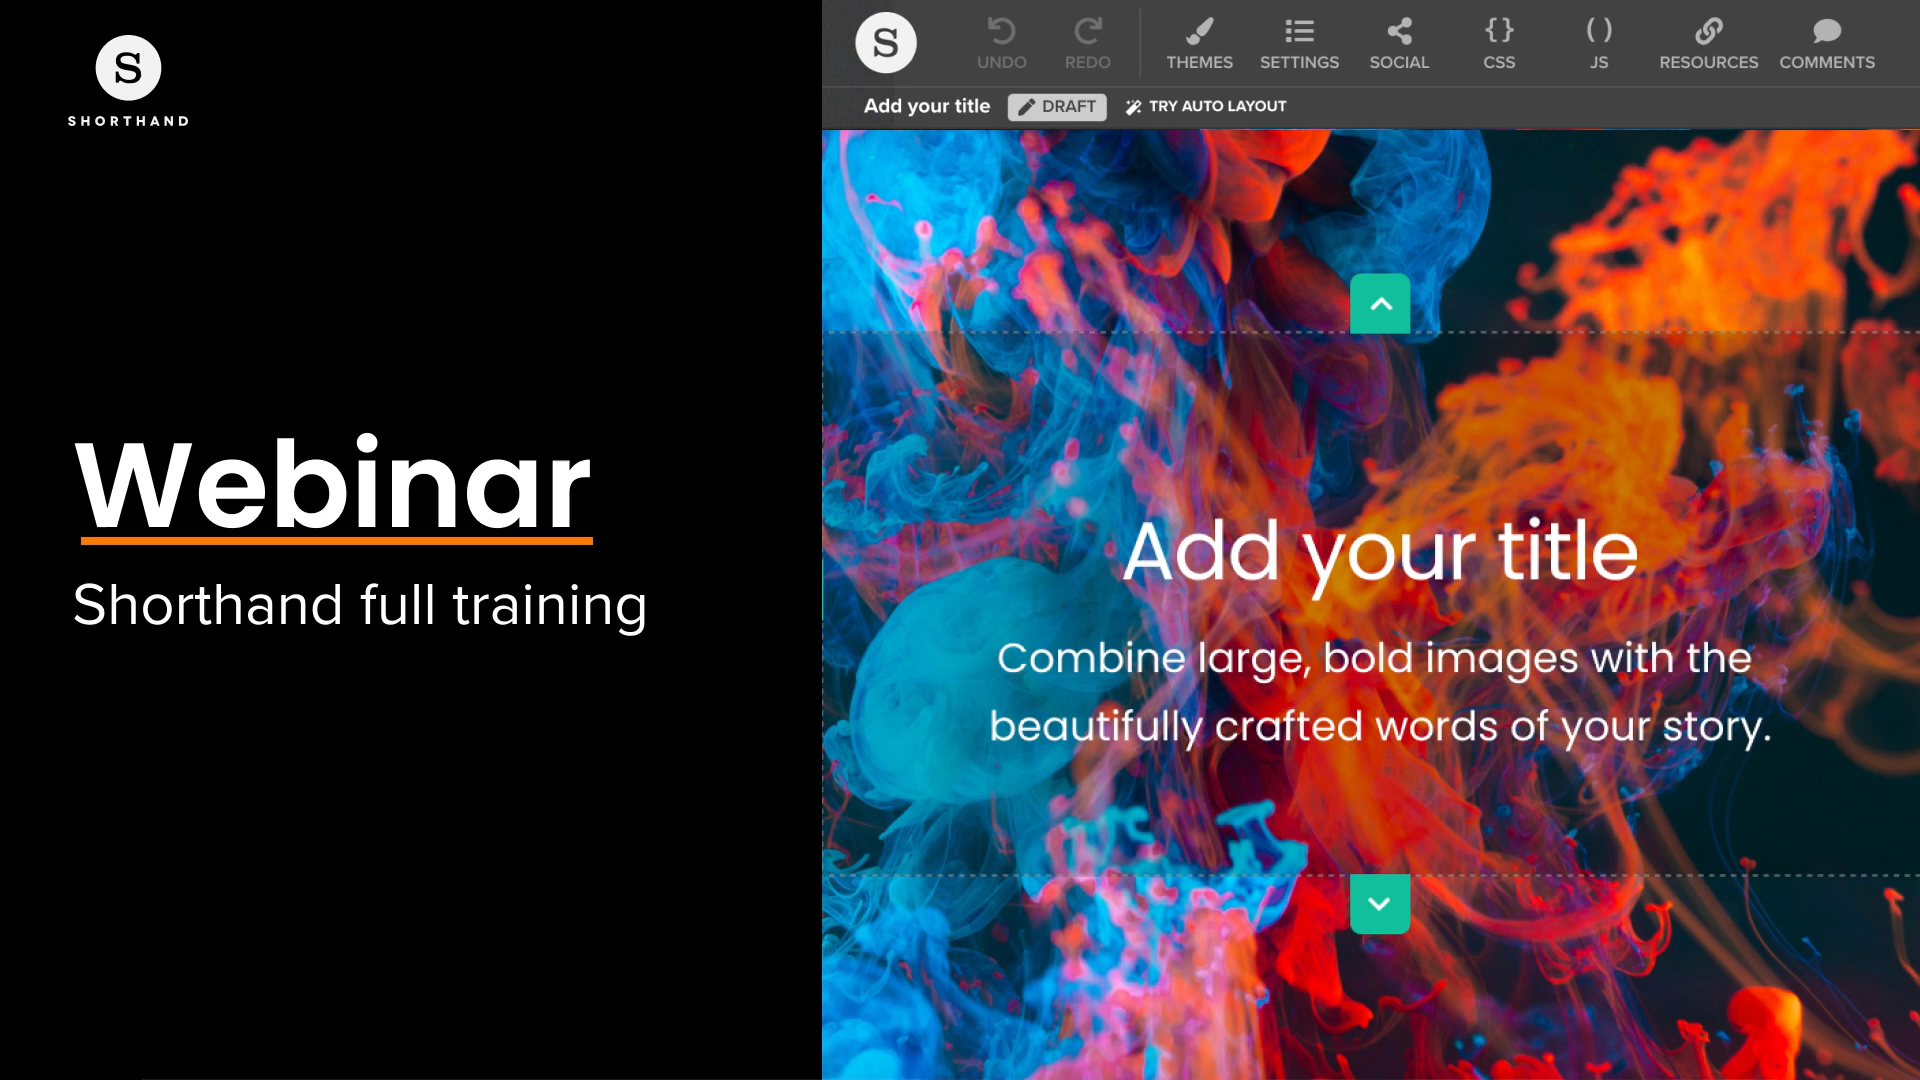 S
SHORTHAND
Webinar
Shorthand full training
S
UNDO REDO THEMES SETTINGS SOCIAL CSS JS RESOURCES COMMENTS
Add your title DRAFT TRY AUTO LAYOUT
Add your title
Combine large, bold images with the
beautifully crafted words of your story.